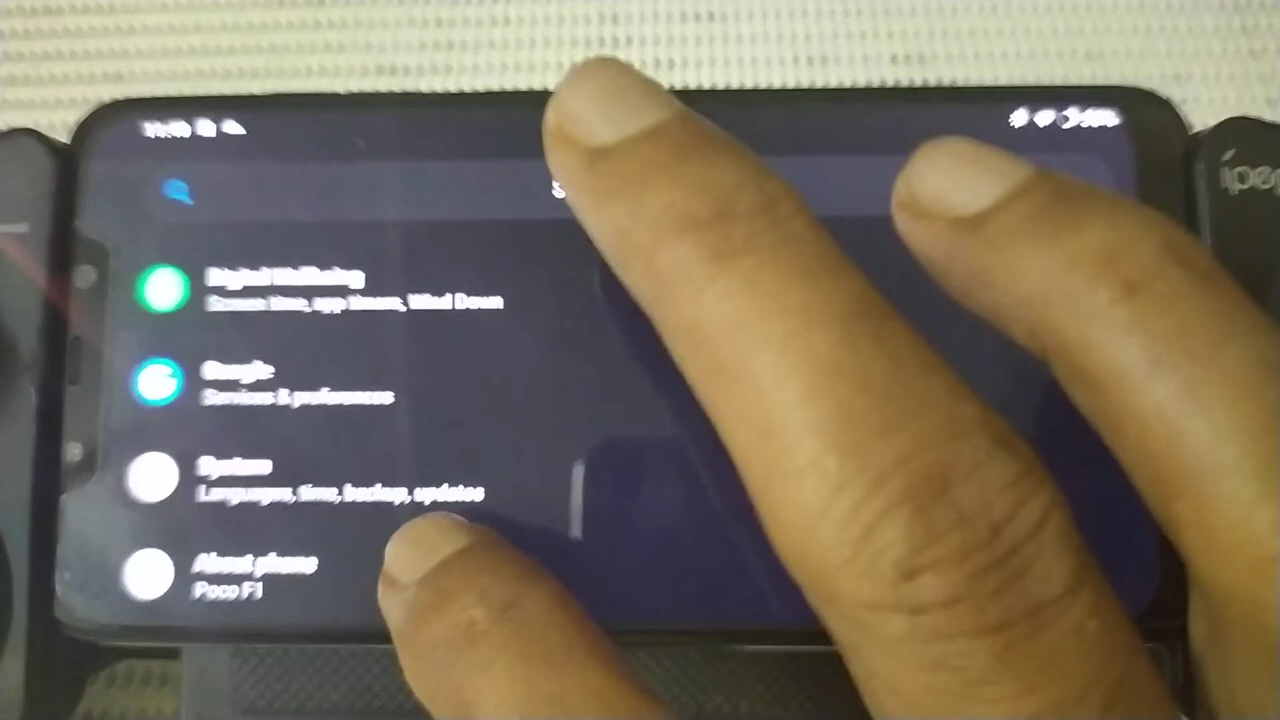 Digital Wellbeing
Screen time, app timers, Wind Down
Google
Services & preferences
System
Languages, time, backup, updates
About phone
Poco F1